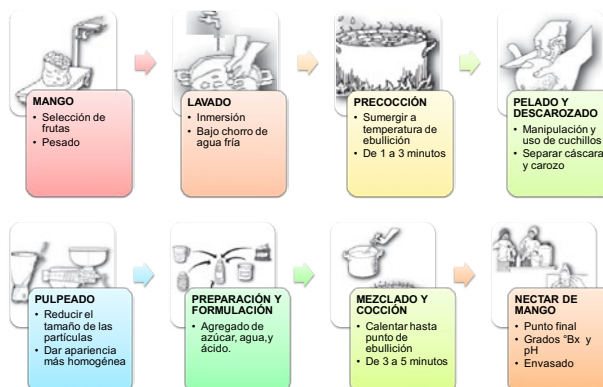 MANGO
• Selección de
frutas
• Pesado
LAVADO
• Inmersión
• Bajo chorro de
agua fría
PRECOCCIÓN
• Sumergir a
temperatura de
ebullición
• De 1 a 3 minutos
PELADO Y
DESCAROZADO
• Manipulación y
uso de cuchillos
• Separar cáscara
y carozo
PULPEADO
• Reducir el
tamaño de las
partículas
• Dar apariencia
más homogénea
PREPARACIÓN Y
FORMULACIÓN
• Agregado de
azúcar, agua,y
ácido.
MEZCLADO Y
COCCIÓN
• Calentar hasta
punto de
ebullición
• De 3 a 5 minutos
NECTAR DE
MANGO
• Punto final
• Grados °Bx y
pH
• Envasado